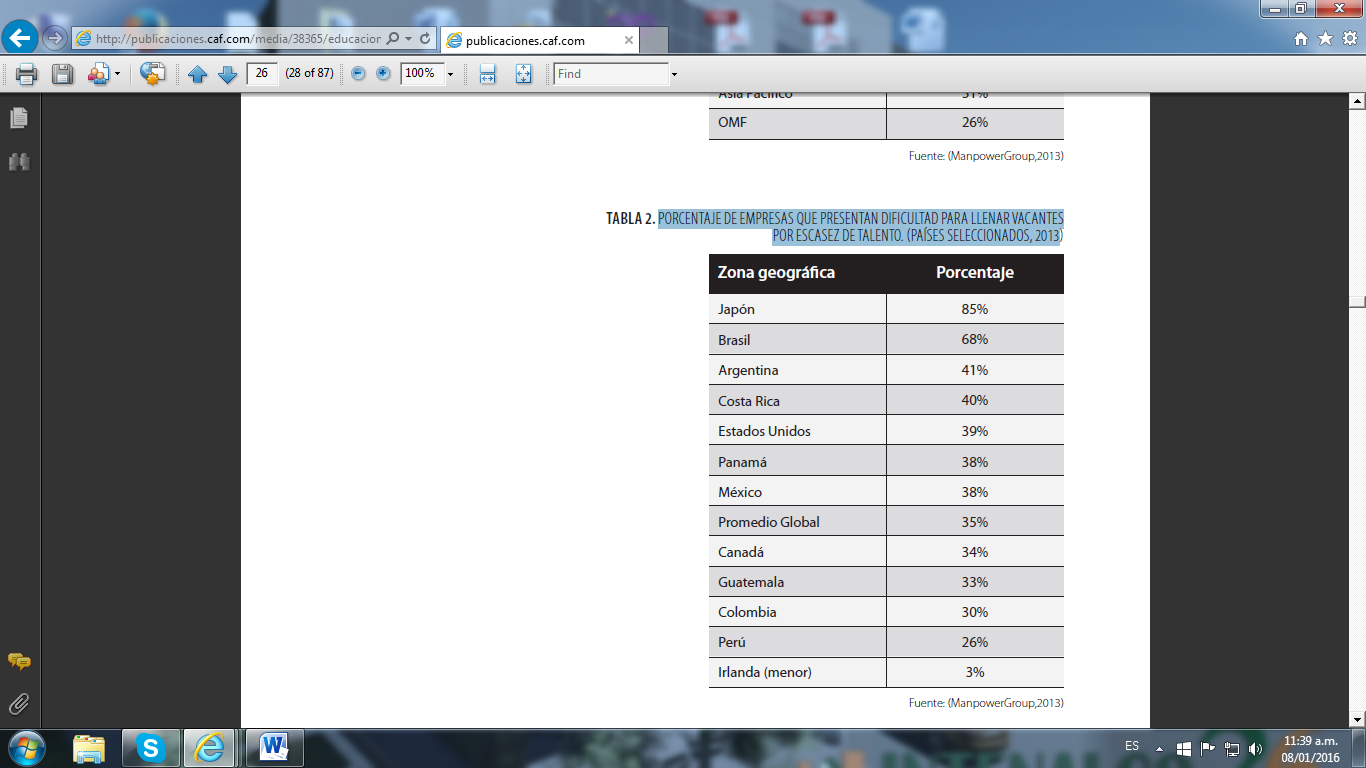 http://publicaciones.caf.com/media/38365/educacior
publicaciones.caf.com
26 (28 of 87) 100% Find
Asia Pacífico 51%
OMF 26%
Fuente: (ManpowerGroup,2013)
TABLA 2. PORCENTAJE DE EMPRESAS QUE PRESENTAN DIFICULTAD PARA LLENAR VACANTES
POR ESCASEZ DE TALENTO. (PAÍSES SELECCIONADOS, 2013)
Zona geográfica Porcentaje
Japón 85%
Brasil 68%
Argentina 41%
Costa Rica 40%
Estados Unidos 39%
Panamá 38%
México 38%
Promedio Global 35%
Canadá 34%
Guatemala 33%
Colombia 30%
Perú 26%
Irlanda (menor) 3%
Fuente: (ManpowerGroup,2013)
ES
11:39 a.m.
08/01/2016